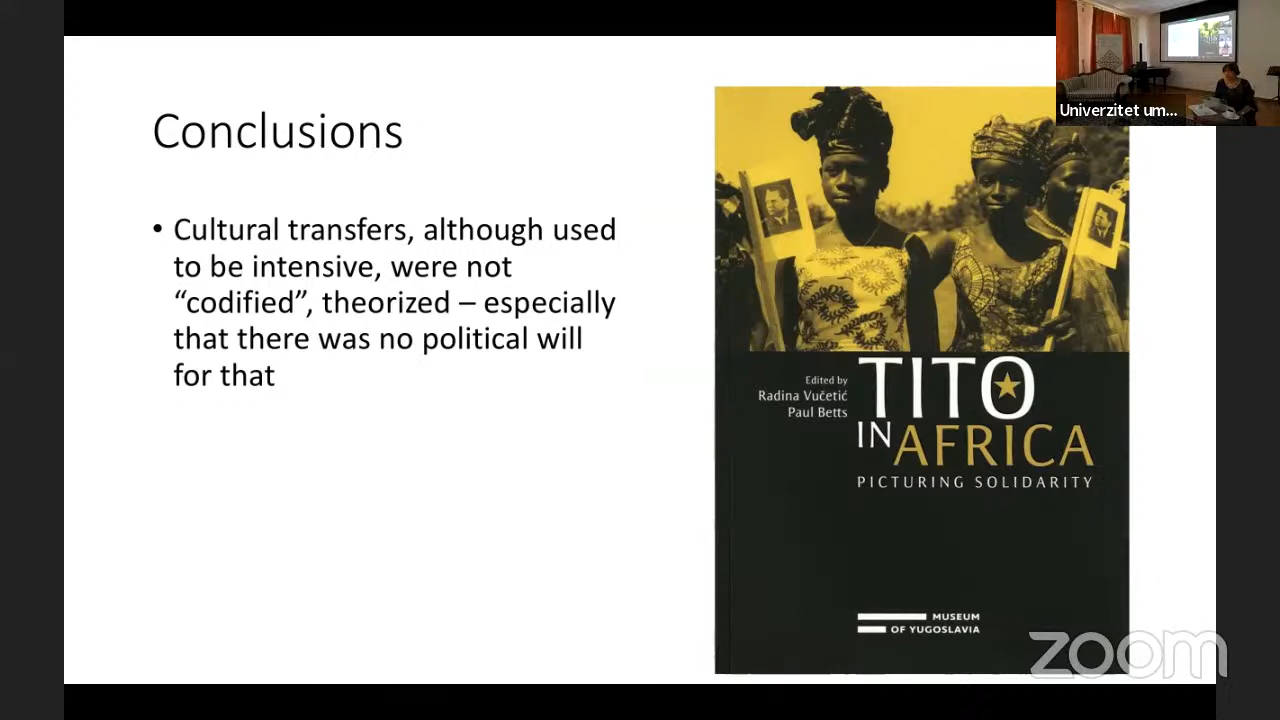 Conclusions
• Cultural transfers, although used
to be intensive, were not
“codified”, theorized – especially
that there was no political will
for that
Edited by
Radina Vučetić
Paul Betts
TITO
IN AFRICA
PICTURING SOLIDARITY
MUSEUM
OF YUGOSLAVIA
Univerzitet um...
zoom